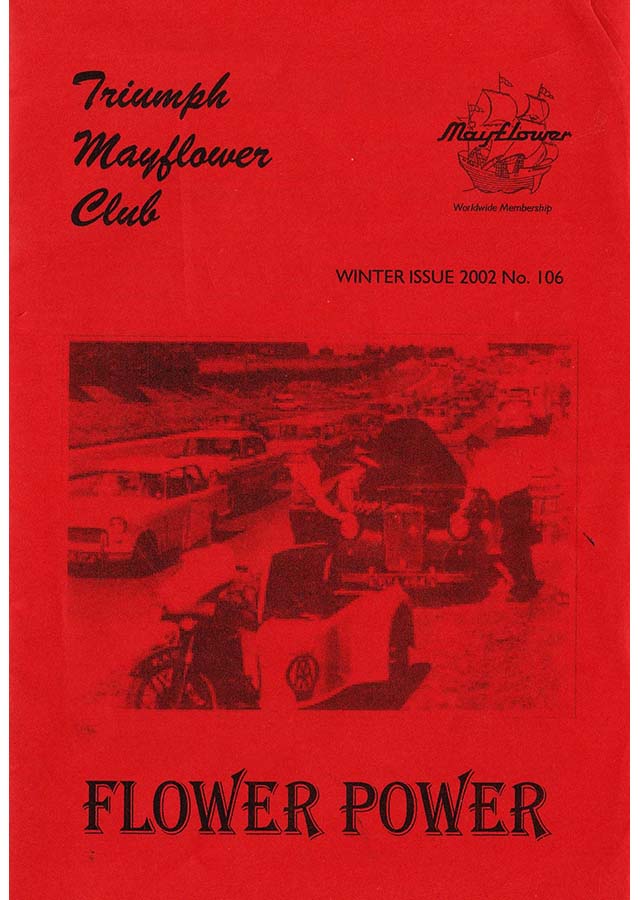 Triumph
Mayflower
Club
Mayflower
Worldwide Membership
WINTER ISSUE 2002 No. 106
AA
FLOWER POWER